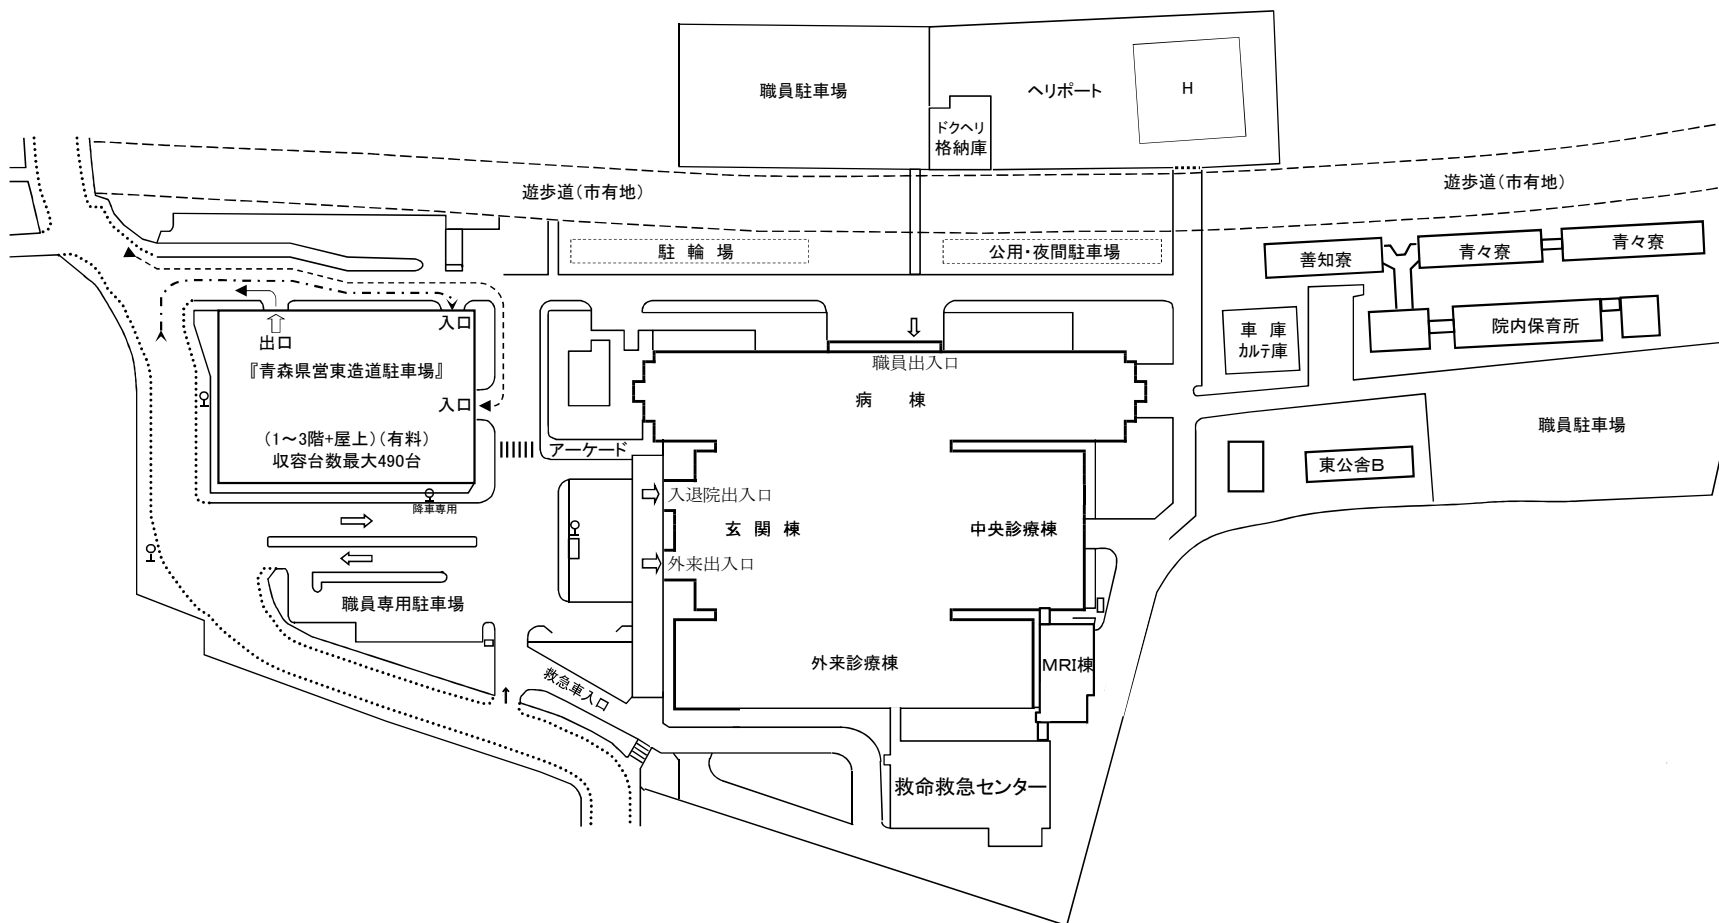 職員駐車場
ヘリポート
H
ドクヘリ
格納庫
遊歩道(市有地)
遊歩道(市有地)
駐輪場
公用・夜間駐車場
善知寮
青々寮
青々寮
院内保育所
車庫
カルテ庫
入口
出口
『青森県営東造道駐車場』
入口
(1~3階+屋上)(有料)
収容台数最大490台
アーケード
降車専用
職員出入口
病棟
入退院出入口
玄関棟
中央診療棟
外来出入口
職員駐車場
東公舎B
職員専用駐車場
外来診療棟
MRI棟
救急車入口
救命救急センター